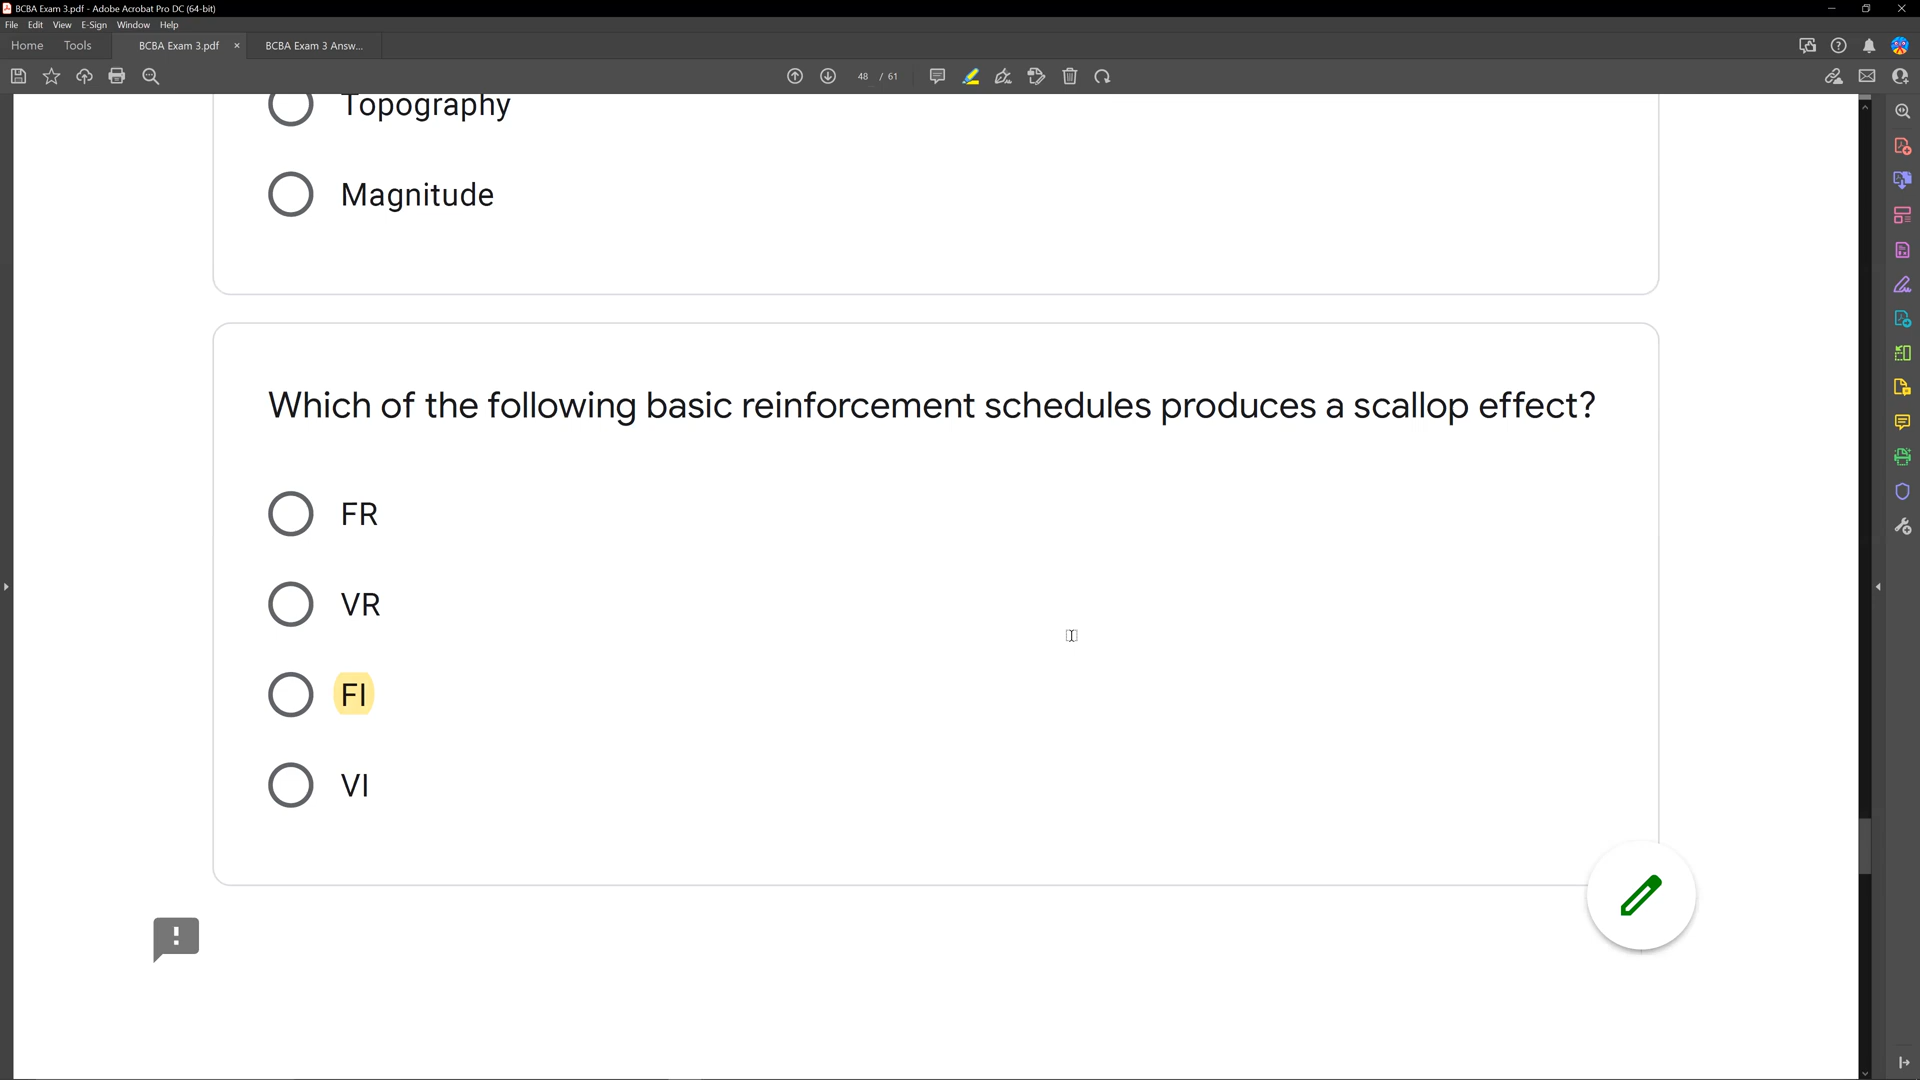 BCBA Exam 3.pdf - Adobe Acrobat Pro DC (64-bit)
File Edit View E-Sign Window Help
Home Tools BCBA Exam 3.pdf × BCBA Exam 3 Answ...
48 / 61
Topography
Magnitude
Which of the following basic reinforcement schedules produces a scallop effect?
FR
VR
FI
VI